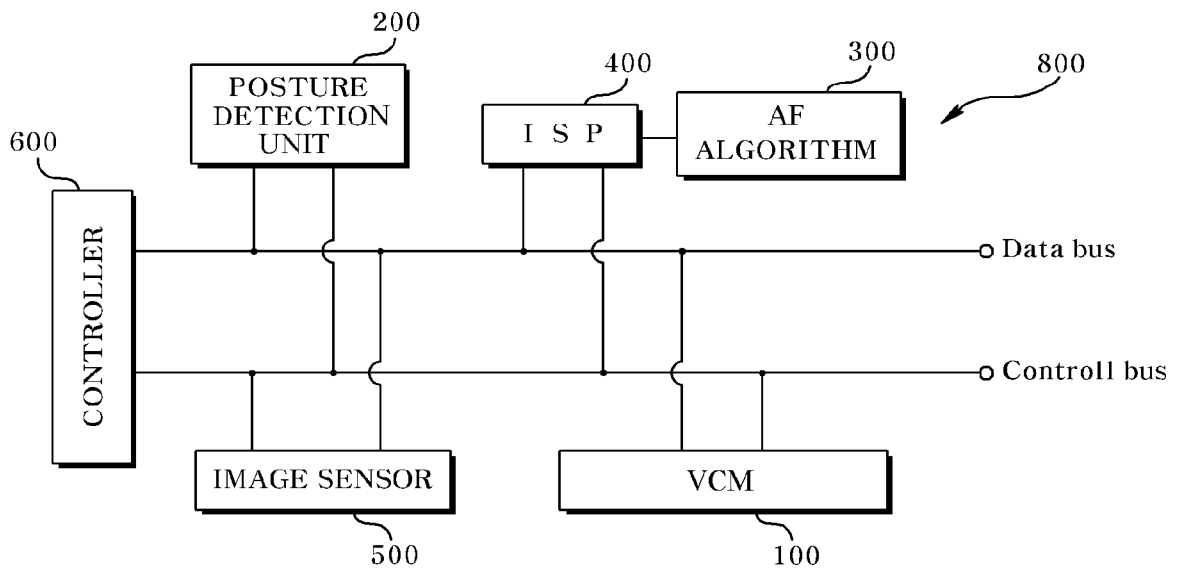 200
POSTURE
DETECTION
UNIT
400
I S P
300
AF
ALGORITHM
800
600
CONTROLLER
Data bus
Controll bus
IMAGE SENSOR
500
VCM
100